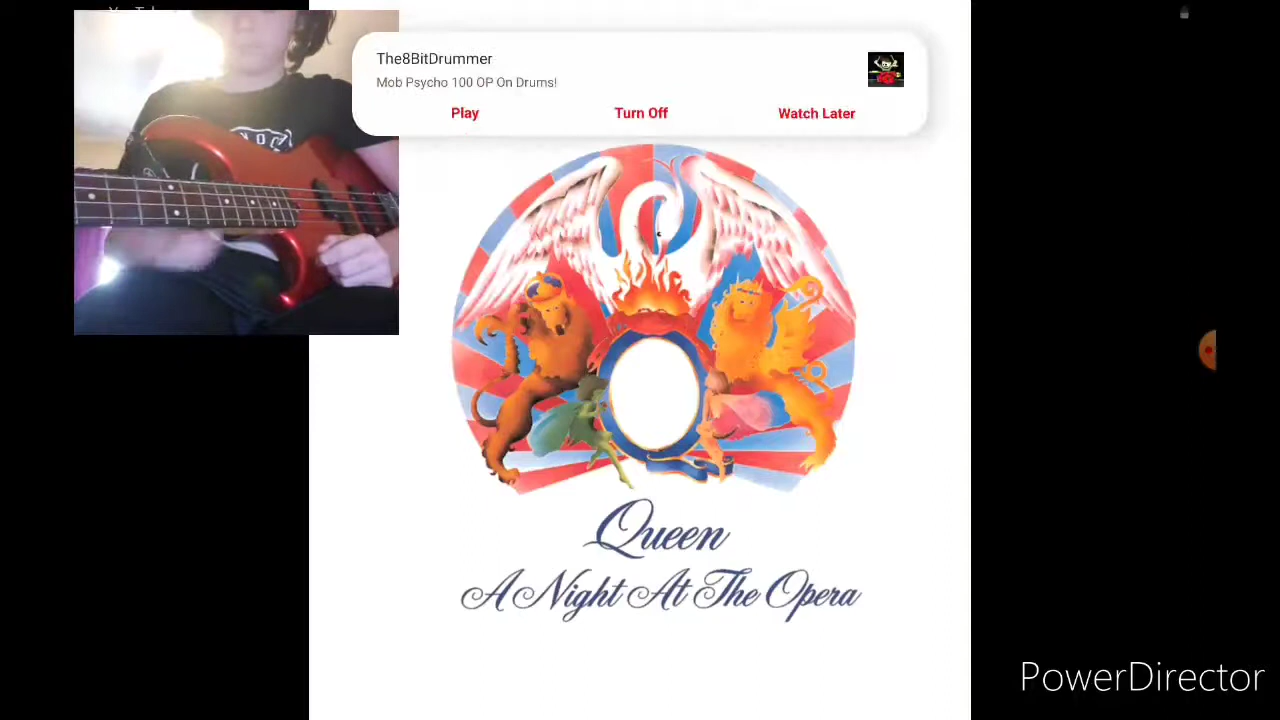 The8BitDrummer
Mob Psycho 100 OP On Drums!
Play Turn Off Watch Later
Queen
A Night At The Opera
PowerDirector